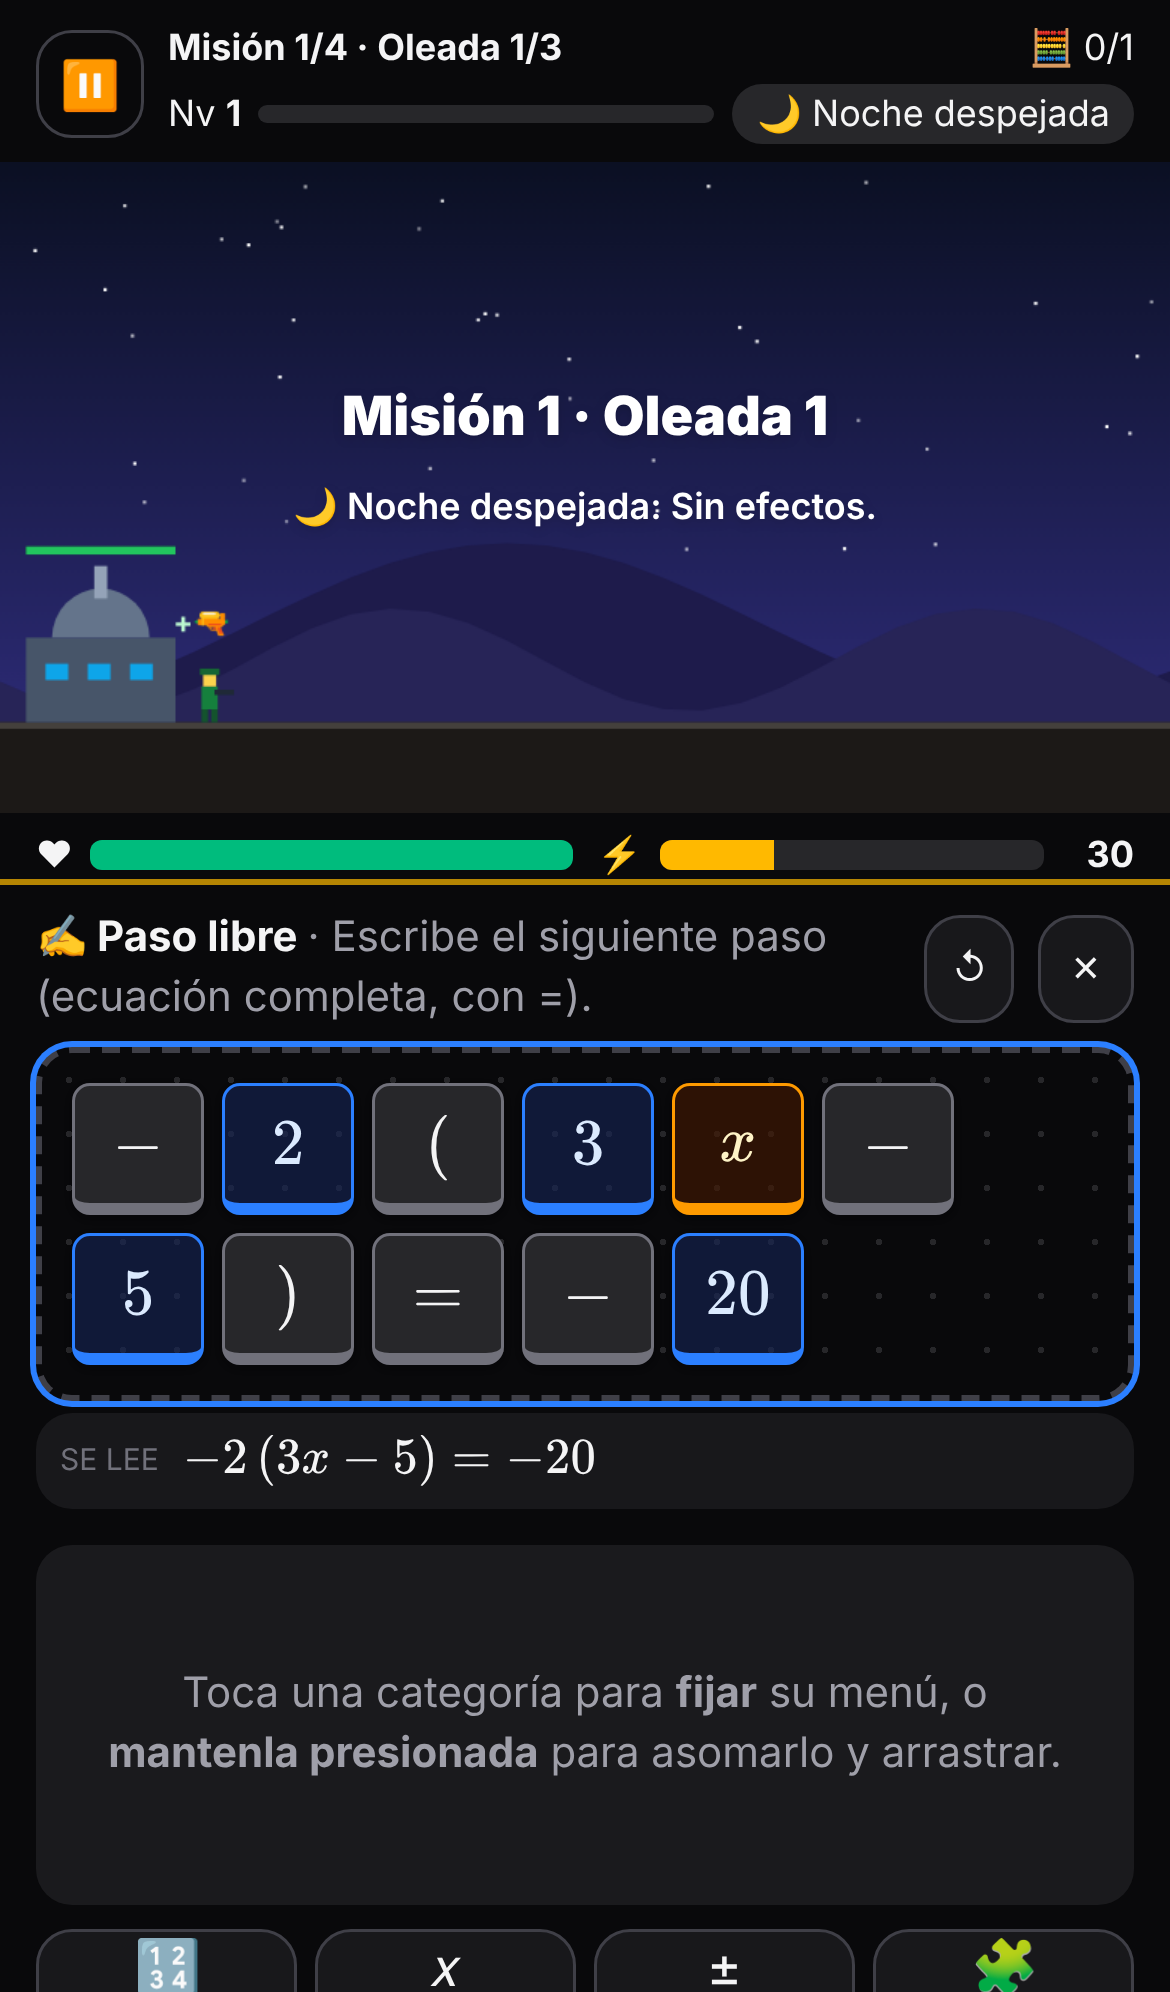 Misión 1/4 · Oleada 1/3
🧮 0/1
Nv 1
🌙 Noche despejada
Misión 1 · Oleada 1
🌙 Noche despejada: Sin efectos.
+🔫
♥ ⚡ 30
✍️ Paso libre · Escribe el siguiente paso
(ecuación completa, con =).
− 2 ( 3 x −
5 ) = − 20
SE LEE −2 (3x − 5) = −20
Toca una categoría para fijar su menú, o
mantenla presionada para asomarlo y arrastrar.
🔢 x ± 🧩